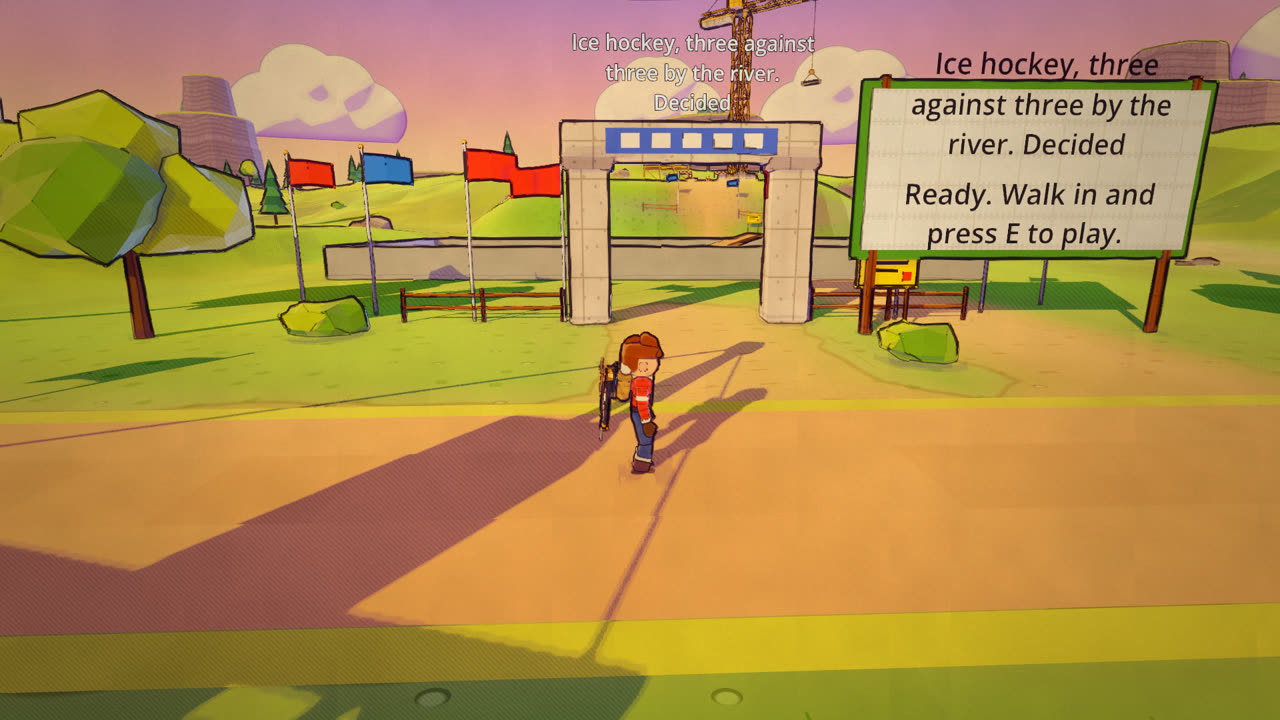 Ice hockey, three against
three by the river.
Decided
Ice hockey, three
against three by the
river. Decided
Ready. Walk in and
press E to play.